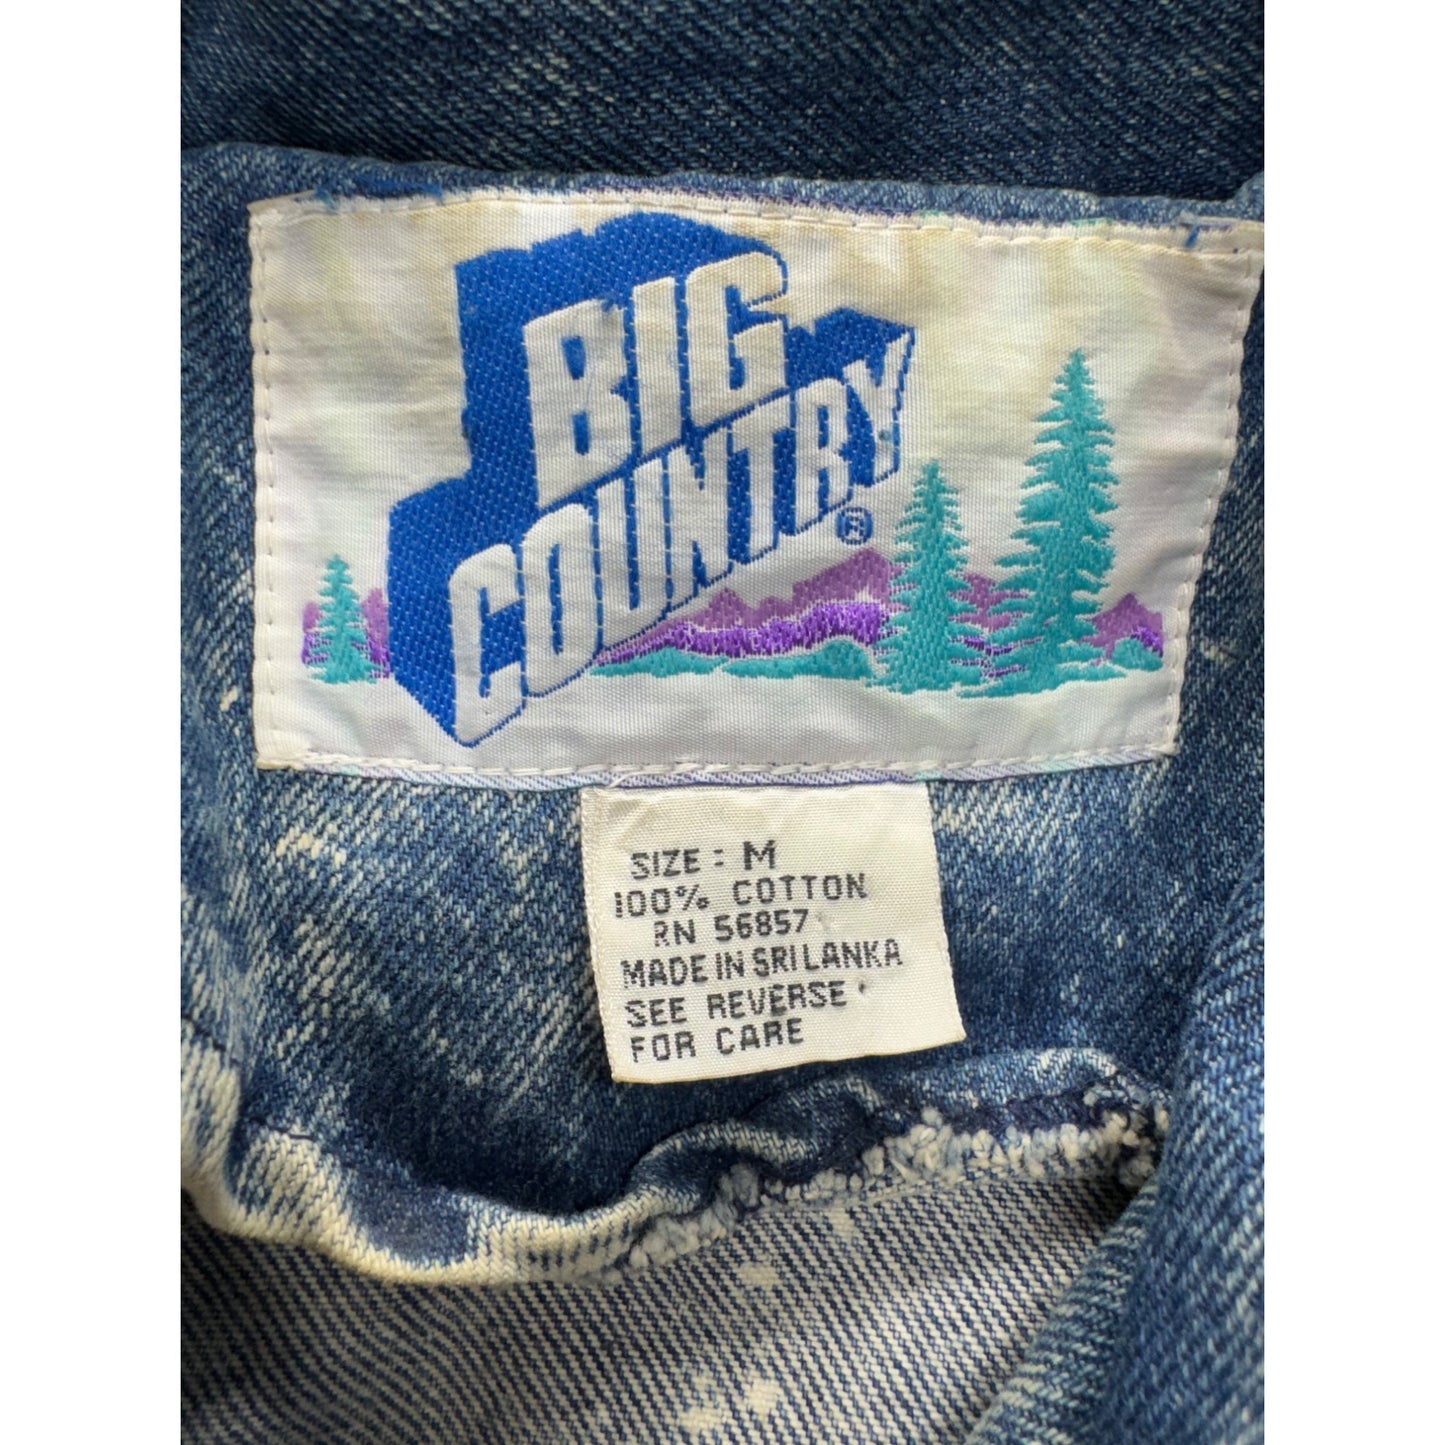 BIG
COUNTRY®
SIZE : M
100% COTTON
RN 56857
MADE IN SRI LANKA
SEE REVERSE
FOR CARE